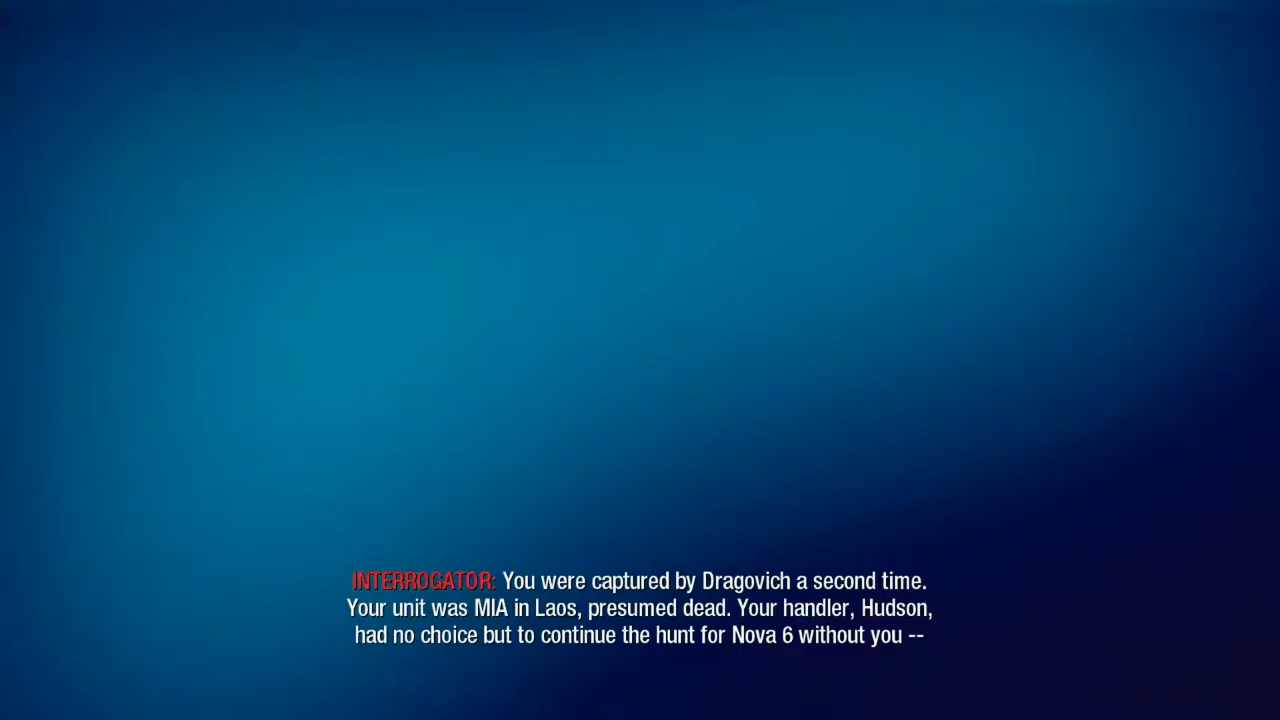 INTERROGATOR: You were captured by Dragovich a second time.
Your unit was MIA in Laos, presumed dead. Your handler, Hudson,
had no choice but to continue the hunt for Nova 6 without you --